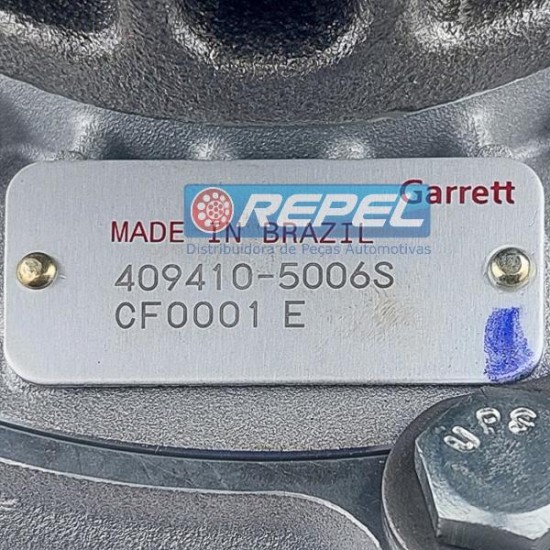 Garrett
REPEL
MADE IN BRAZIL
Distribuidora de Peças Automotivas
409410-5006S
CF0001 E